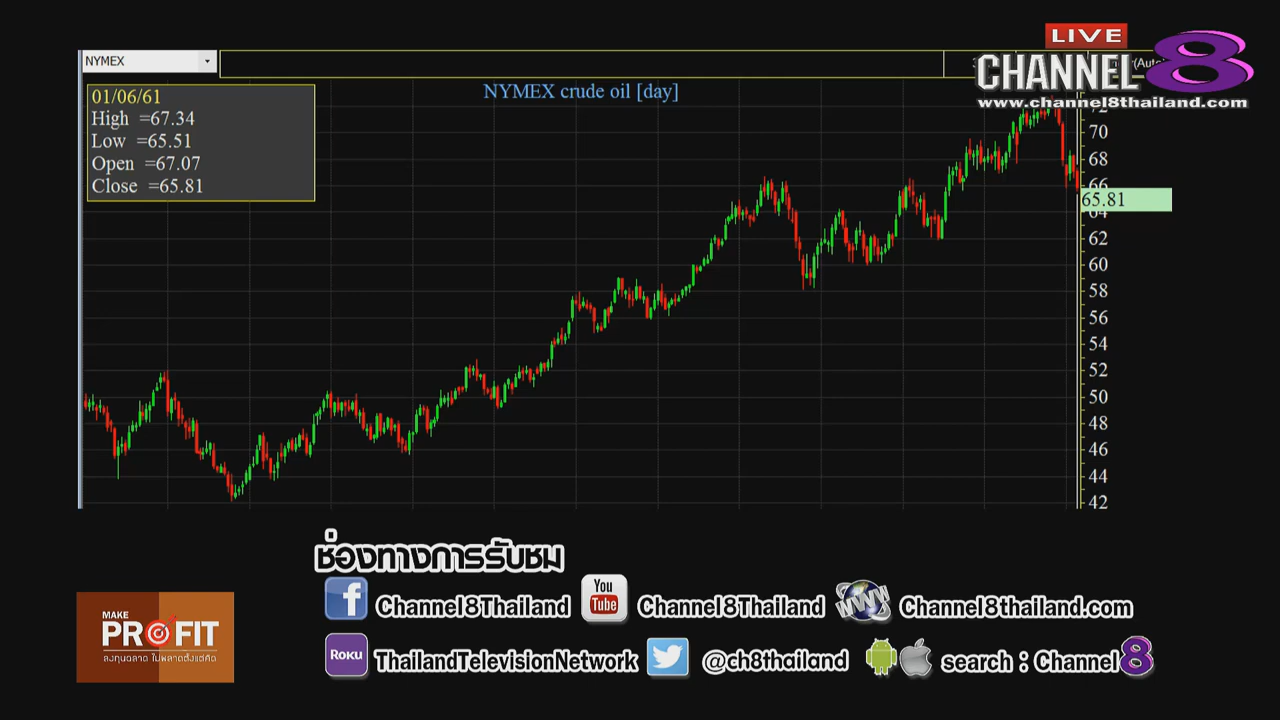 LIVE
CHANNEL 8
www.channel8thailand.com
NYMEX
NYMEX crude oil [day]
01/06/61
High =67.34
Low =65.51
Open =67.07
Close =65.81
72
70
68
66
65.81
64
62
60
58
56
54
52
50
48
46
44
42
ช่องทางการรับชม
f Channel8Thailand You Tube Channel8Thailand WWW Channel8thailand.com
ROKU ThailandTelevisionNetwork @ch8thailand search : Channel8
MAKE
PROFIT
ลงทุนฉลาด ไม่พลาดตั้งแต่คิด